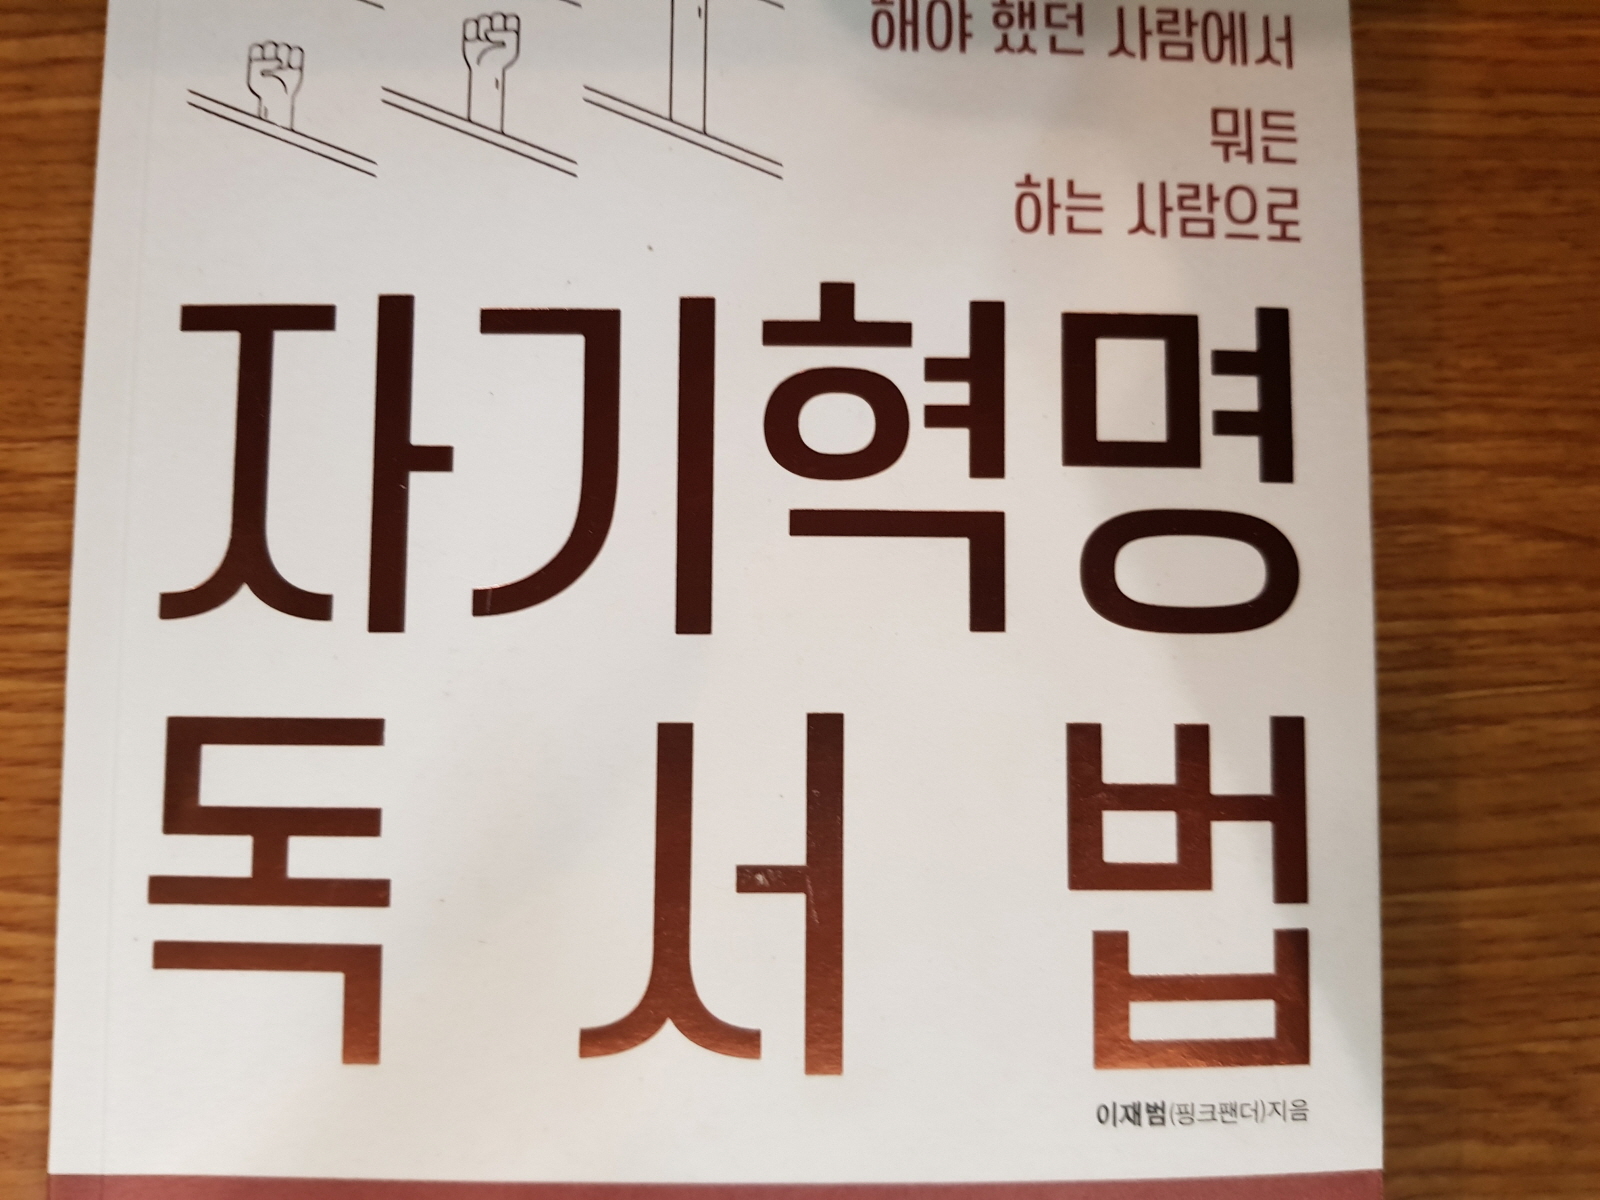 해야 했던 사람에서
뭐든
하는 사람으로
자기혁명
독서법
이재범(핑크팬더)지음